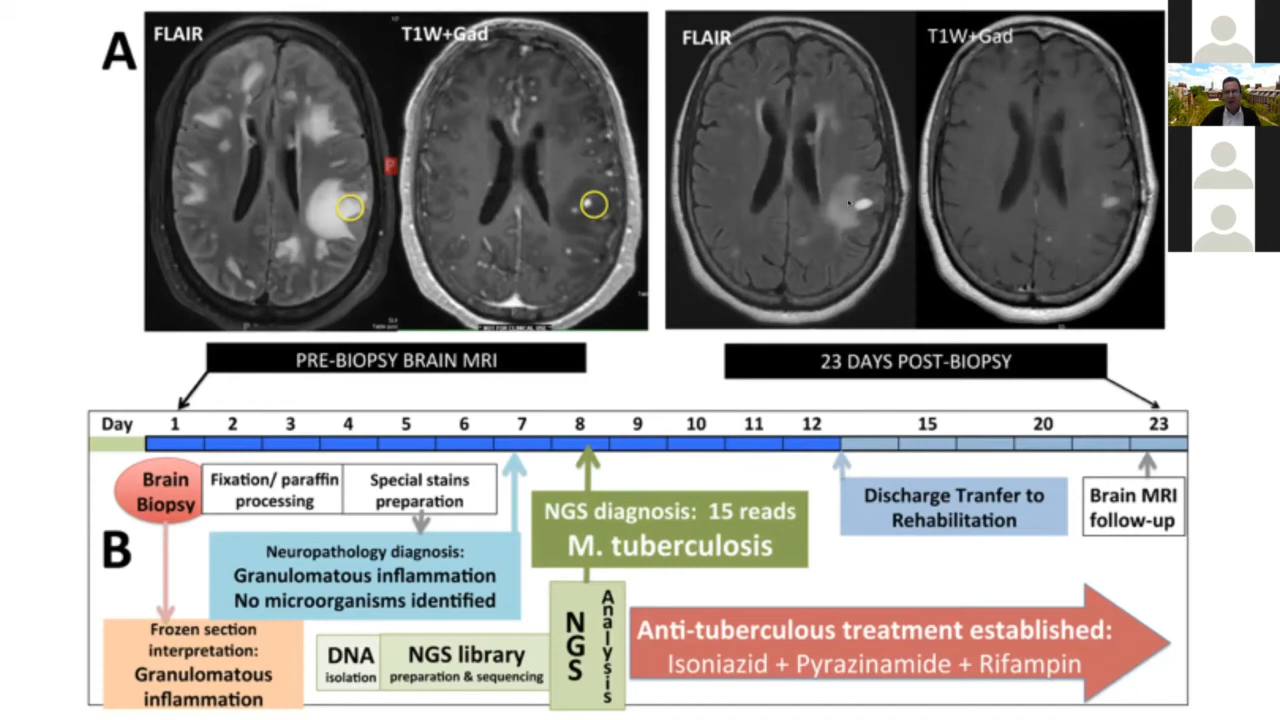 A
FLAIR
T1W+Gad
FLAIR
T1W+Gad
P
* NOT FOR CLINICAL USE *
PRE-BIOPSY BRAIN MRI
23 DAYS POST-BIOPSY
Day 1 2 3 4 5 6 7 8 9 10 11 12 15 20 23
Brain
Biopsy
Fixation/ paraffin
processing
Special stains
preparation
NGS diagnosis: 15 reads
M. tuberculosis
Discharge Tranfer to
Rehabilitation
Brain MRI
follow-up
B
Neuropathology diagnosis:
Granulomatous inflammation
No microorganisms identified
Frozen section
interpretation:
Granulomatous
inflammation
DNA
isolation
NGS library
preparation & sequencing
NGS
Analysis
Anti-tuberculous treatment established:
Isoniazid + Pyrazinamide + Rifampin